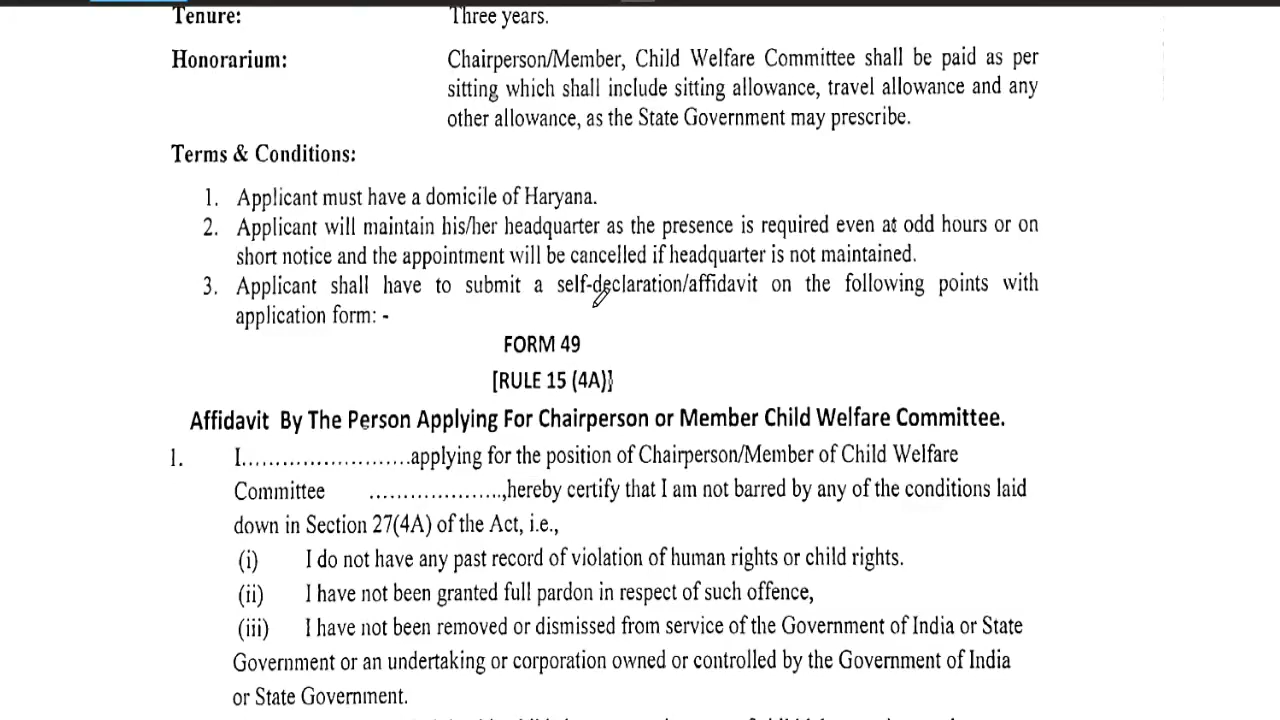 Tenure: Three years.
Honorarium: Chairperson/Member, Child Welfare Committee shall be paid as per
sitting which shall include sitting allowance, travel allowance and any
other allowance, as the State Government may prescribe.
Terms & Conditions:
1. Applicant must have a domicile of Haryana.
2. Applicant will maintain his/her headquarter as the presence is required even at odd hours or on
short notice and the appointment will be cancelled if headquarter is not maintained.
3. Applicant shall have to submit a self-declaration/affidavit on the following points with
application form: -
FORM 49
[RULE 15 (4A)}
Affidavit By The Person Applying For Chairperson or Member Child Welfare Committee.
1. I.........................applying for the position of Chairperson/Member of Child Welfare
Committee ....................,hereby certify that I am not barred by any of the conditions laid
down in Section 27(4A) of the Act, i.e.,
(i) I do not have any past record of violation of human rights or child rights.
(ii) I have not been granted full pardon in respect of such offence,
(iii) I have not been removed or dismissed from service of the Government of India or State
Government or an undertaking or corporation owned or controlled by the Government of India
or State Government.